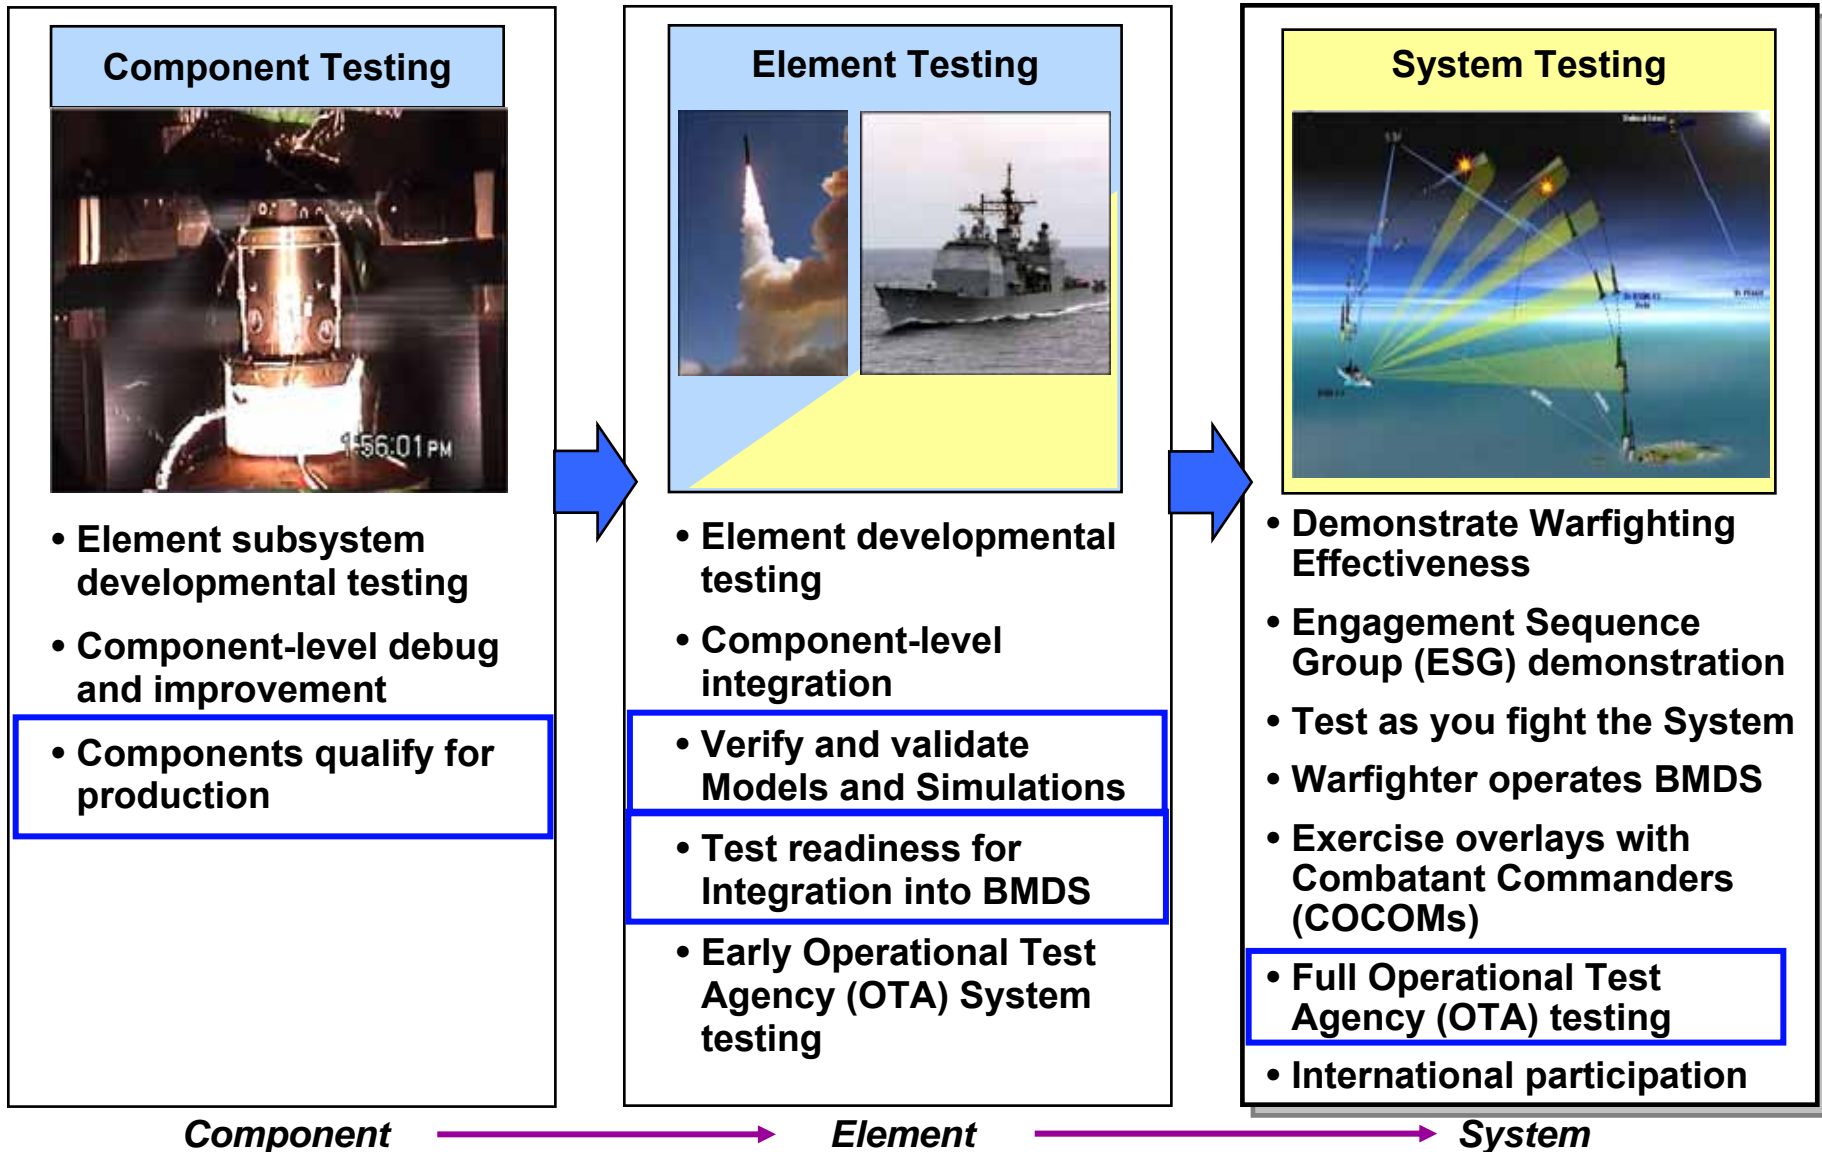 Component Testing
1:56:01 PM
• Element subsystem
developmental testing
• Component-level debug
and improvement
• Components qualify for
production
Element Testing
• Element developmental
testing
• Component-level
integration
• Verify and validate
Models and Simulations
• Test readiness for
Integration into BMDS
• Early Operational Test
Agency (OTA) System
testing
System Testing
• Demonstrate Warfighting
Effectiveness
• Engagement Sequence
Group (ESG) demonstration
• Test as you fight the System
• Warfighter operates BMDS
• Exercise overlays with
Combatant Commanders
(COCOMs)
• Full Operational Test
Agency (OTA) testing
• International participation
Component
Element
System